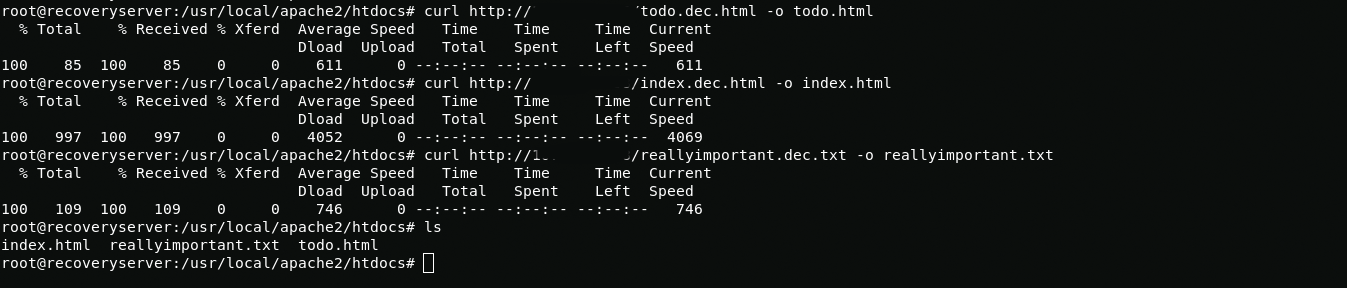 root@recoveryserver:/usr/local/apache2/htdocs# curl http:// /todo.dec.html -o todo.html
  % Total    % Received % Xferd  Average Speed   Time    Time     Time  Current
                                 Dload  Upload   Total   Spent    Left  Speed
100    85  100    85    0     0    611      0 --:--:-- --:--:-- --:--:--   611
root@recoveryserver:/usr/local/apache2/htdocs# curl http:// /index.dec.html -o index.html
  % Total    % Received % Xferd  Average Speed   Time    Time     Time  Current
                                 Dload  Upload   Total   Spent    Left  Speed
100   997  100   997    0     0   4052      0 --:--:-- --:--:-- --:--:--  4069
root@recoveryserver:/usr/local/apache2/htdocs# curl http:// /reallyimportant.dec.txt -o reallyimportant.txt
  % Total    % Received % Xferd  Average Speed   Time    Time     Time  Current
                                 Dload  Upload   Total   Spent    Left  Speed
100   109  100   109    0     0    746      0 --:--:-- --:--:-- --:--:--   746
root@recoveryserver:/usr/local/apache2/htdocs# ls
index.html  reallyimportant.txt  todo.html
root@recoveryserver:/usr/local/apache2/htdocs#